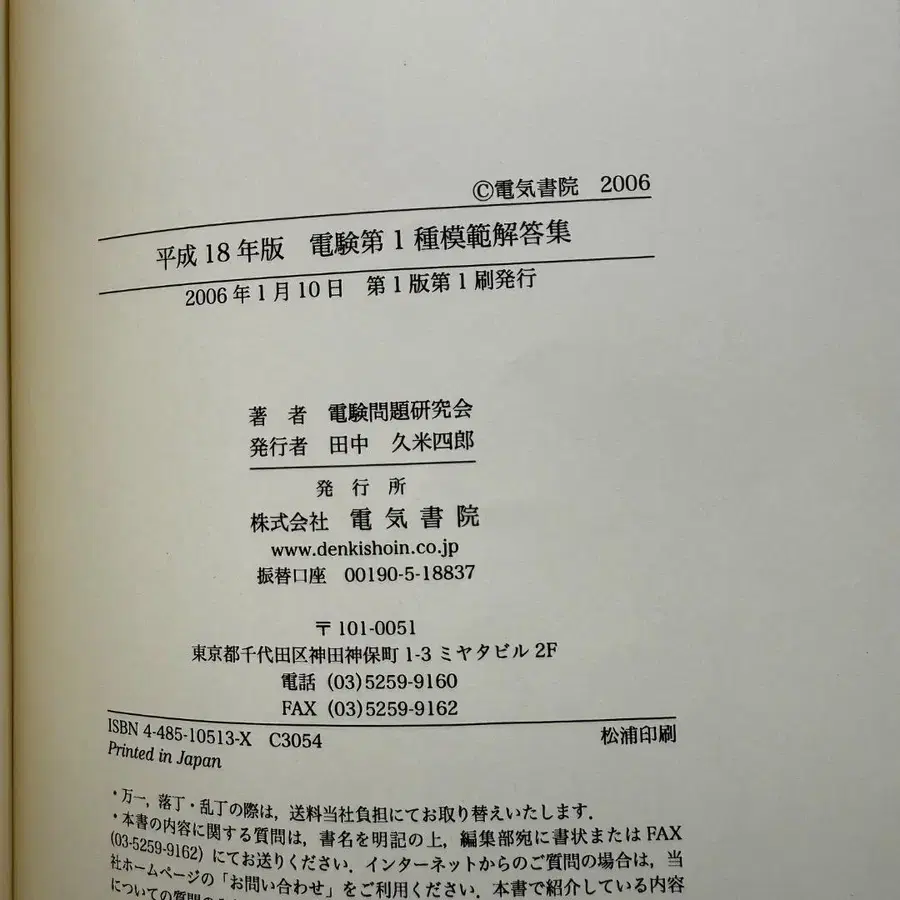 ©電気書院　2006
平成18年版　電験第1種模範解答集
2006年1月10日　第1版第1刷発行
著　者　電験問題研究会
発行者　田中　久米四郎
発　行　所
株式会社　電気書院
www.denkishoin.co.jp
振替口座　00190-5-18837
〒101-0051
東京都千代田区神田神保町1-3 ミヤタビル2F
電話 (03)5259-9160
FAX (03)5259-9162
ISBN 4-485-10513-X　C3054　松浦印刷
Printed in Japan
・万一，落丁・乱丁の際は，送料当社負担にてお取り替えいたします．
・本書の内容に関する質問は，書名を明記の上，編集部宛に書状またはFAX
(03-5259-9162) にてお送りください．インターネットからのご質問の場合は，当
社ホームページの「お問い合わせ」をご利用ください．本書で紹介している内容
についての質問の